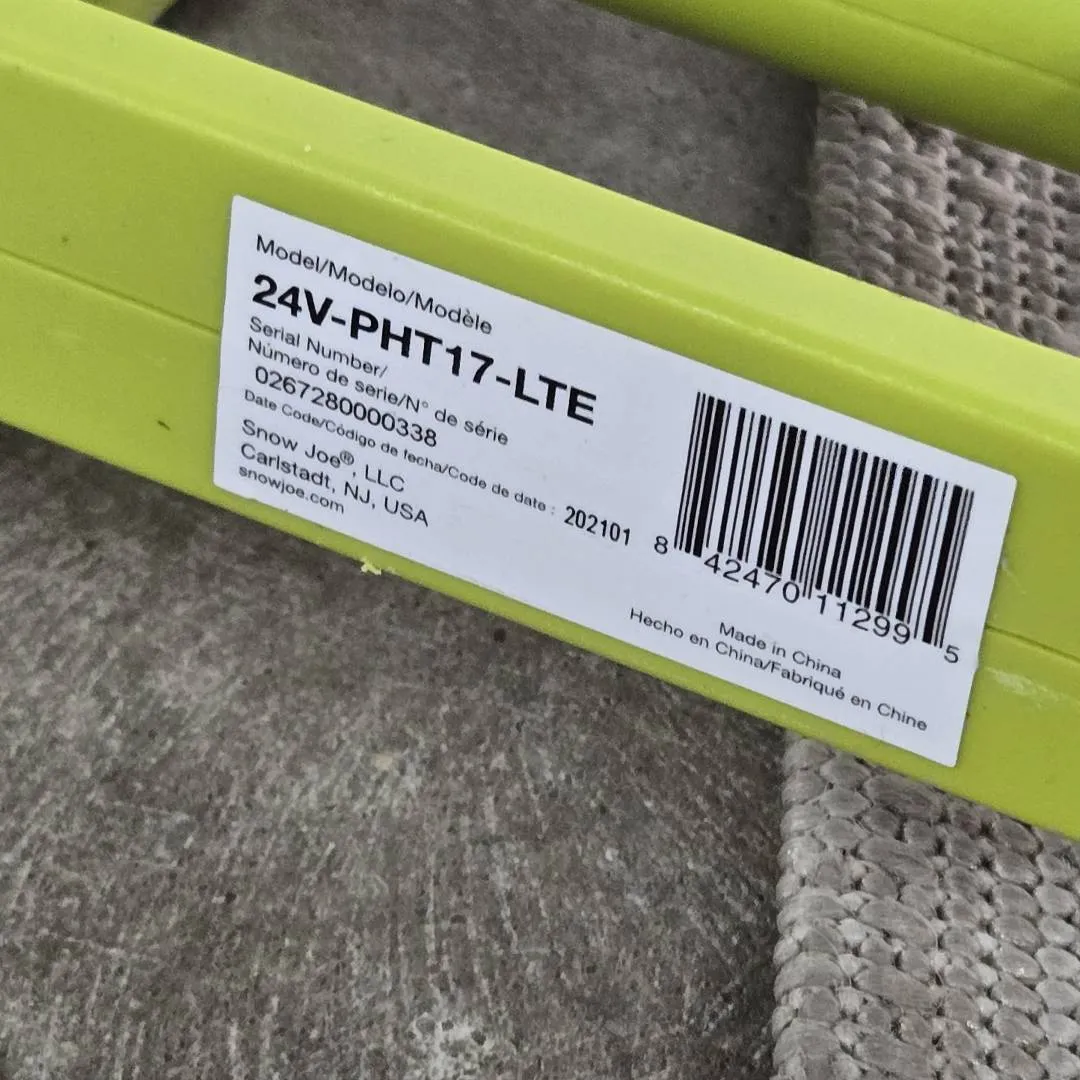 Model/Modelo/Modèle
24V-PHT17-LTE
Serial Number/
Número de serie/N° de série
0267280000338
Date Code/Código de fecha/Code de date : 202101
Snow Joe®, LLC
Carlstadt, NJ, USA
snowjoe.com
8 42470 11299 5
Made in China
Hecho en China/Fabriqué en Chine